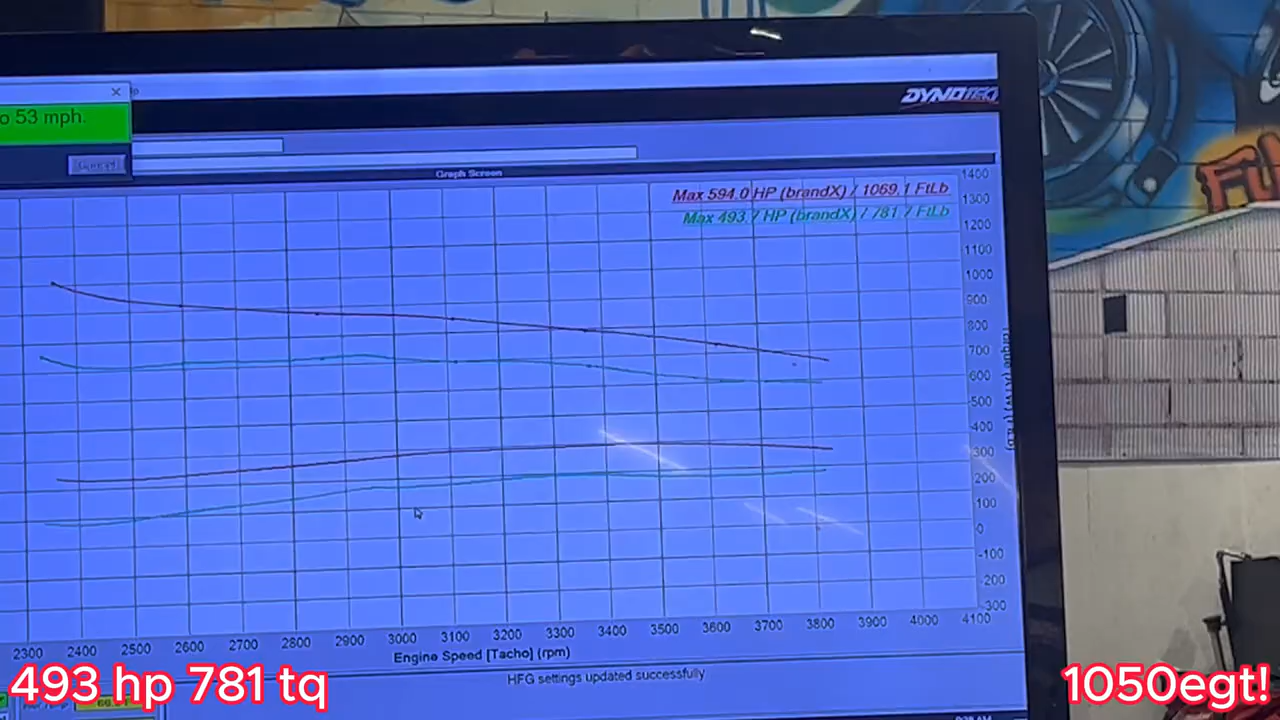 o 53 mph.
Cancel
DYNOTECH
Graph Screen
Max 594.0 HP (brandX) / 1069.1 FtLb
Max 493.7 HP (brandX) / 781.7 FtLb
1400
1300
1200
1100
1000
900
800
700
600
500
400
300
200
100
0
-100
-200
-300
2300 2400 2500 2600 2700 2800 2900 3000 3100 3200 3300 3400 3500 3600 3700 3800 3900 4000 4100
Engine Speed [Tacho] (rpm)
HFG settings updated successfully
493 hp 781 tq
1050egt!